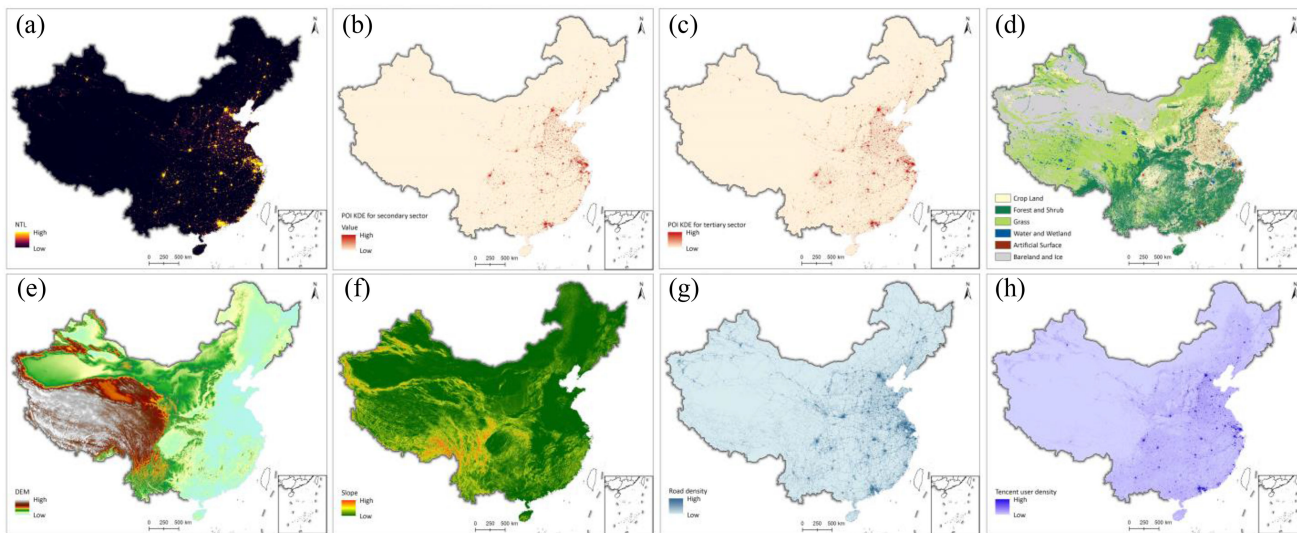 (a)
N
NTL
High
Low
0 250 500 km
(b)
N
POI KDE for secondary sector
Value
High
Low
0 250 500 km
(c)
N
POI KDE for tertiary sector
High
Low
0 250 500 km
(d)
N
Crop Land
Forest and Shrub
Grass
Water and Wetland
Artificial Surface
Bareland and Ice
0 250 500 km
(e)
N
DEM
High
Low
0 250 500 km
(f)
N
Slope
High
Low
0 250 500 km
(g)
N
Road density
High
Low
0 250 500 km
(h)
N
Tencent user density
High
Low
0 250 500 km